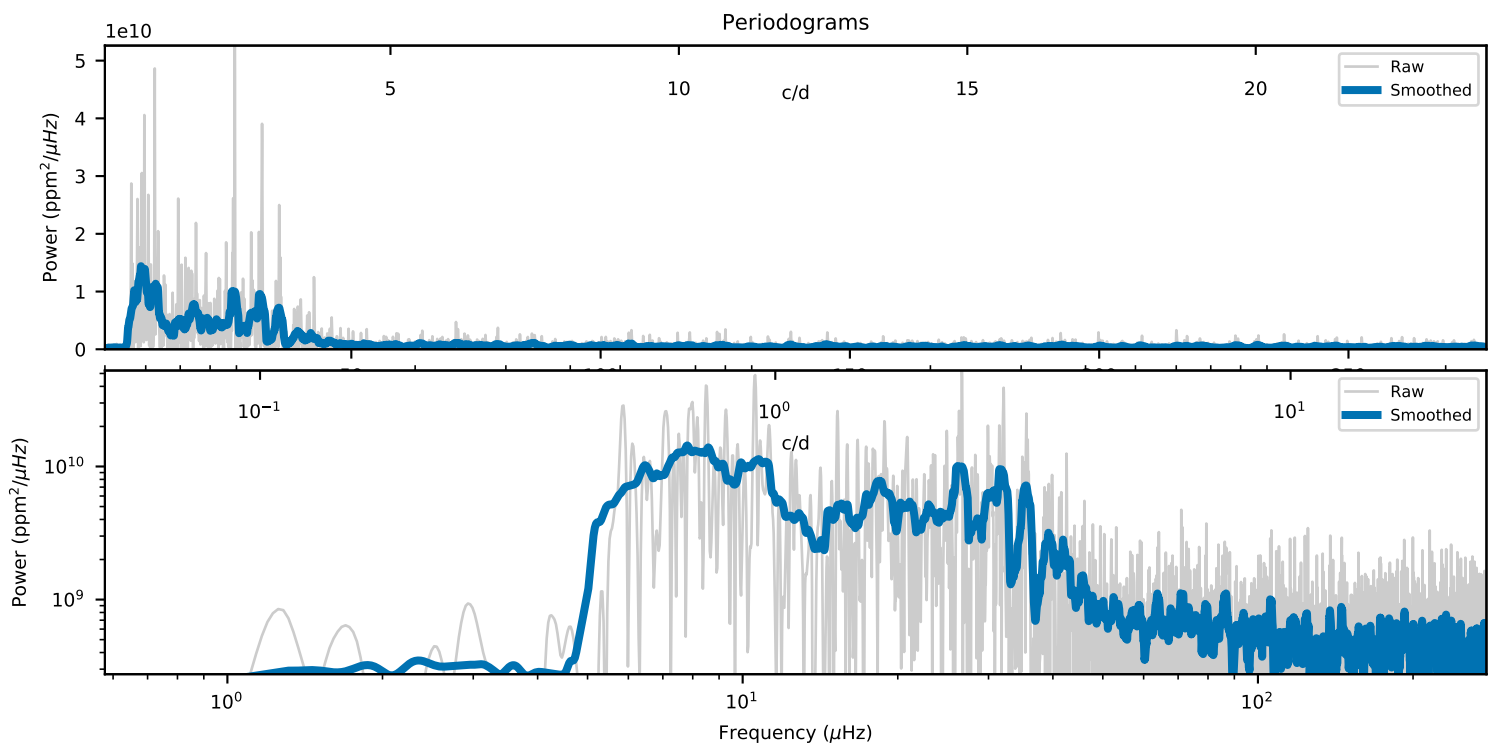 Periodograms
1e10
5
4
3
2
1
0
Power (ppm²/μHz)
5 10 15 20
c/d
Raw
Smoothed
10⁻¹ 10⁰ 10¹
c/d
Raw
Smoothed
10¹⁰
10⁹
Power (ppm²/μHz)
10⁰ 10¹ 10²
Frequency (μHz)